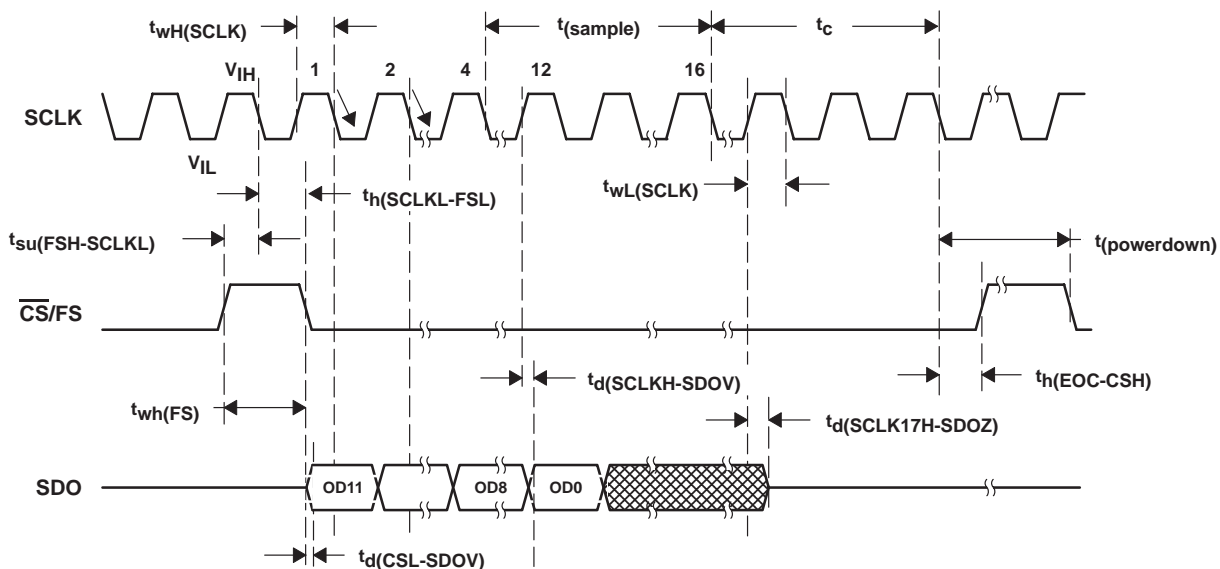 twH(SCLK)
t(sample)
tc
VIH
1
2
4
12
16
SCLK
VIL
th(SCLKL-FSL)
twL(SCLK)
tsu(FSH-SCLKL)
t(powerdown)
CS/FS
td(SCLKH-SDOV)
th(EOC-CSH)
twh(FS)
td(SCLK17H-SDOZ)
SDO
OD11
OD8
OD0
td(CSL-SDOV)